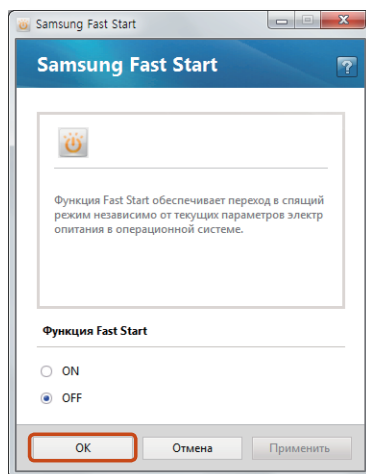 Samsung Fast Start
Samsung Fast Start
?
Функция Fast Start обеспечивает переход в спящий
режим независимо от текущих параметров электр
опитания в операционной системе.
Функция Fast Start
ON
OFF
OK Отмена Применить